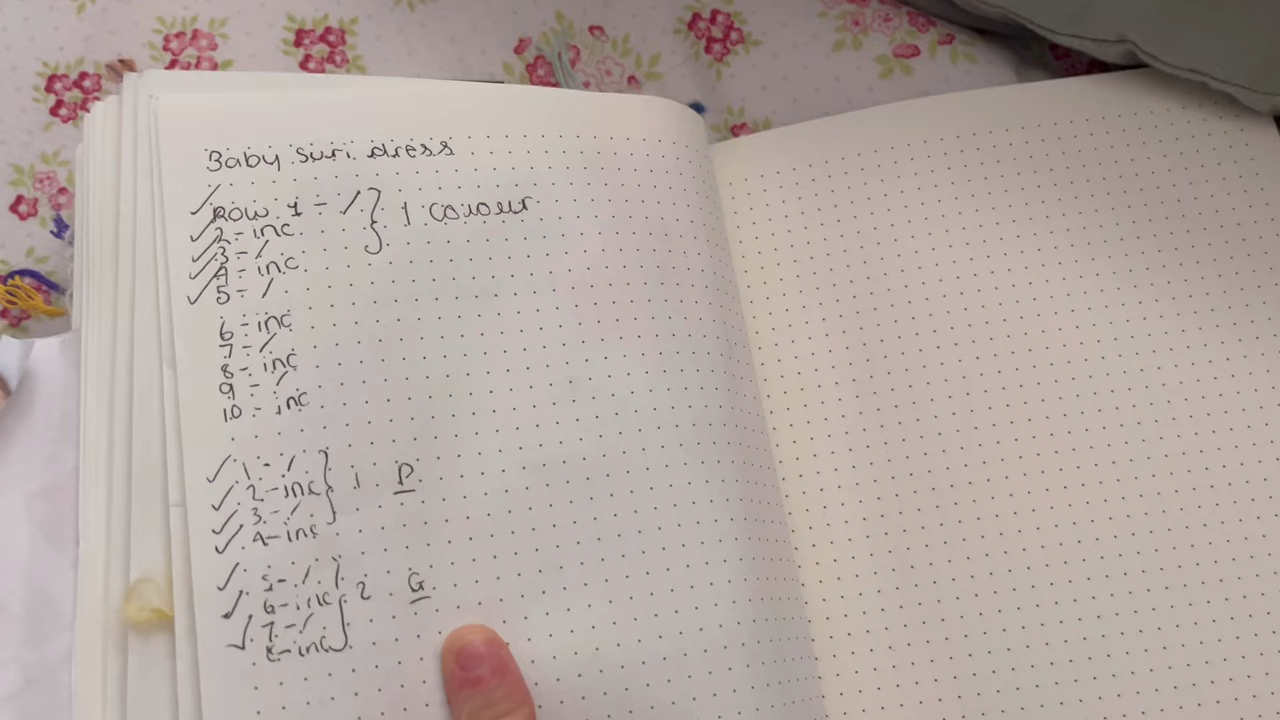 Baby Suri dress
✓ Row 1 - / } 1 colour
✓ 2 - inc
✓ 3 - /
✓ 4 - inc
✓ 5 - /
6 - inc
7 - /
8 - inc
9 - /
10 - inc
✓ 1 - / } 1 P
✓ 2 - inc
✓ 3 - /
✓ 4 - inc
✓ 5 - / } 2 G
✓ 6 - inc
✓ 7 - /
8 - inc